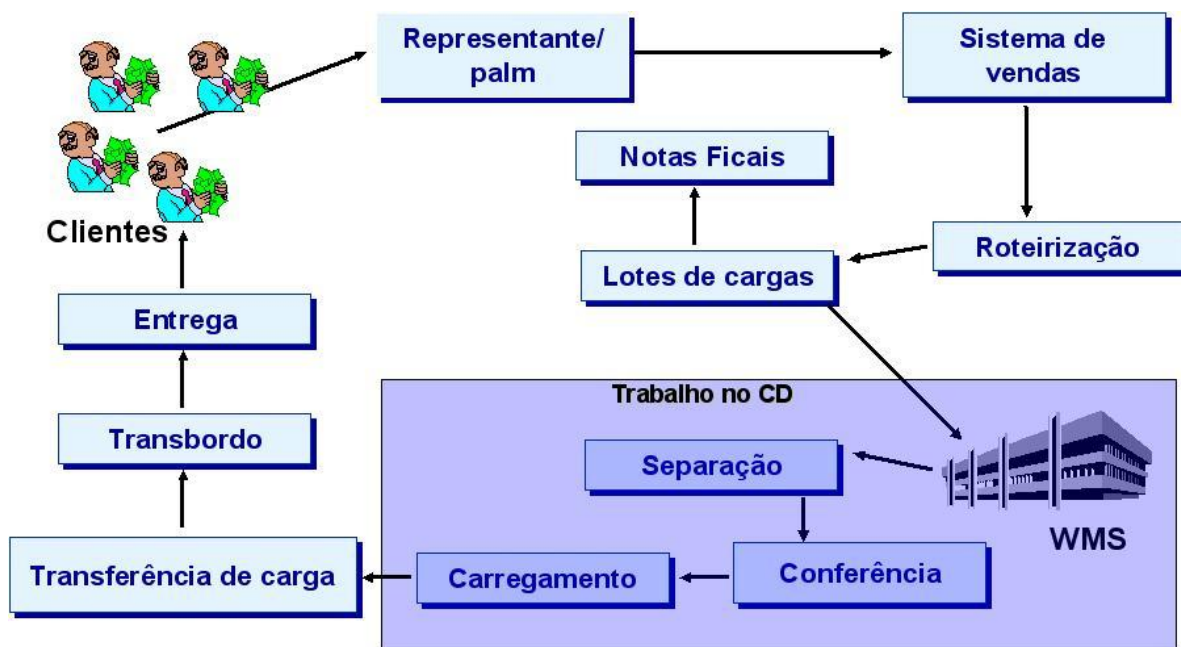 Representante/
palm
Sistema de
vendas
Notas Ficais
Clientes
Roteirização
Lotes de cargas
Entrega
Trabalho no CD
Transbordo
Separação
WMS
Transferência de carga
Carregamento
Conferência